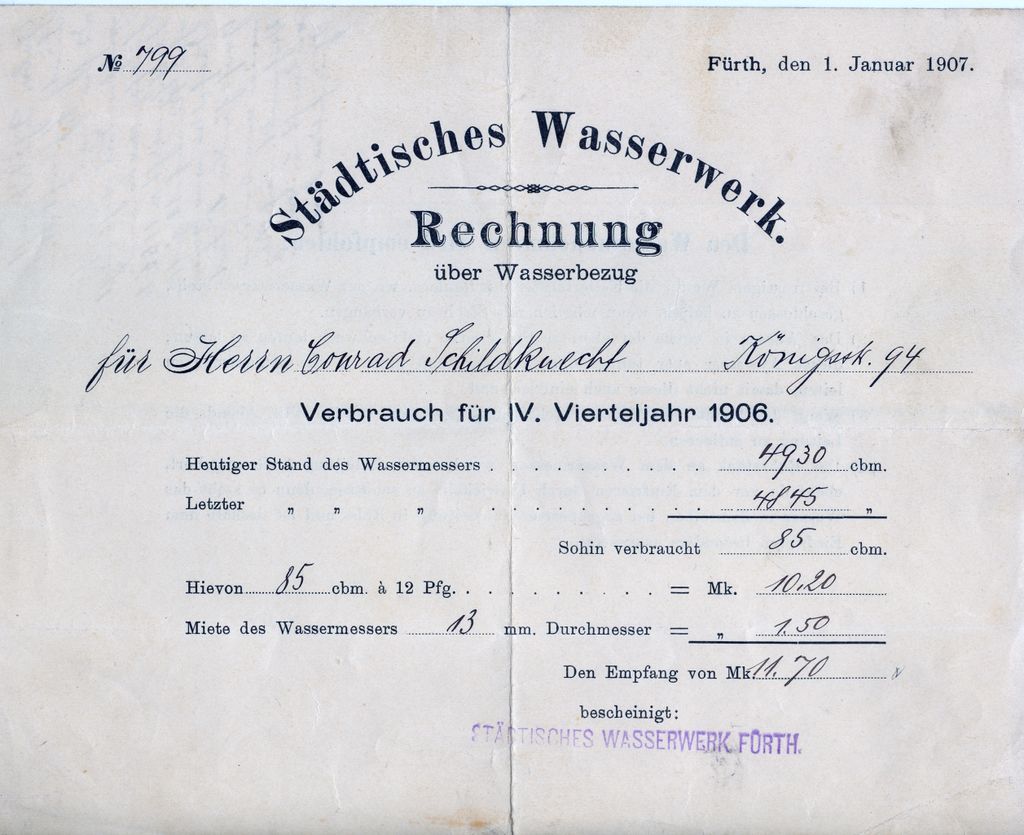 № 799
Fürth, den 1. Januar 1907.
Städtisches Wasserwerk.
Rechnung
über Wasserbezug
für Herrn Conrad Schildknecht Königsstr. 94
Verbrauch für IV. Vierteljahr 1906.
Heutiger Stand des Wassermessers . . . . . . 4930 cbm.
Letzter „ „ „ . . . . . . 4845 „
Sohin verbraucht 85 cbm.
Hievon 85 cbm. à 12 Pfg. . . . . . . . . . = Mk. 10.20
Miete des Wassermessers 13 mm. Durchmesser = „ 1.50
Den Empfang von Mk. 11.70
bescheinigt:
STÄDTISCHES WASSERWERK FÜRTH.